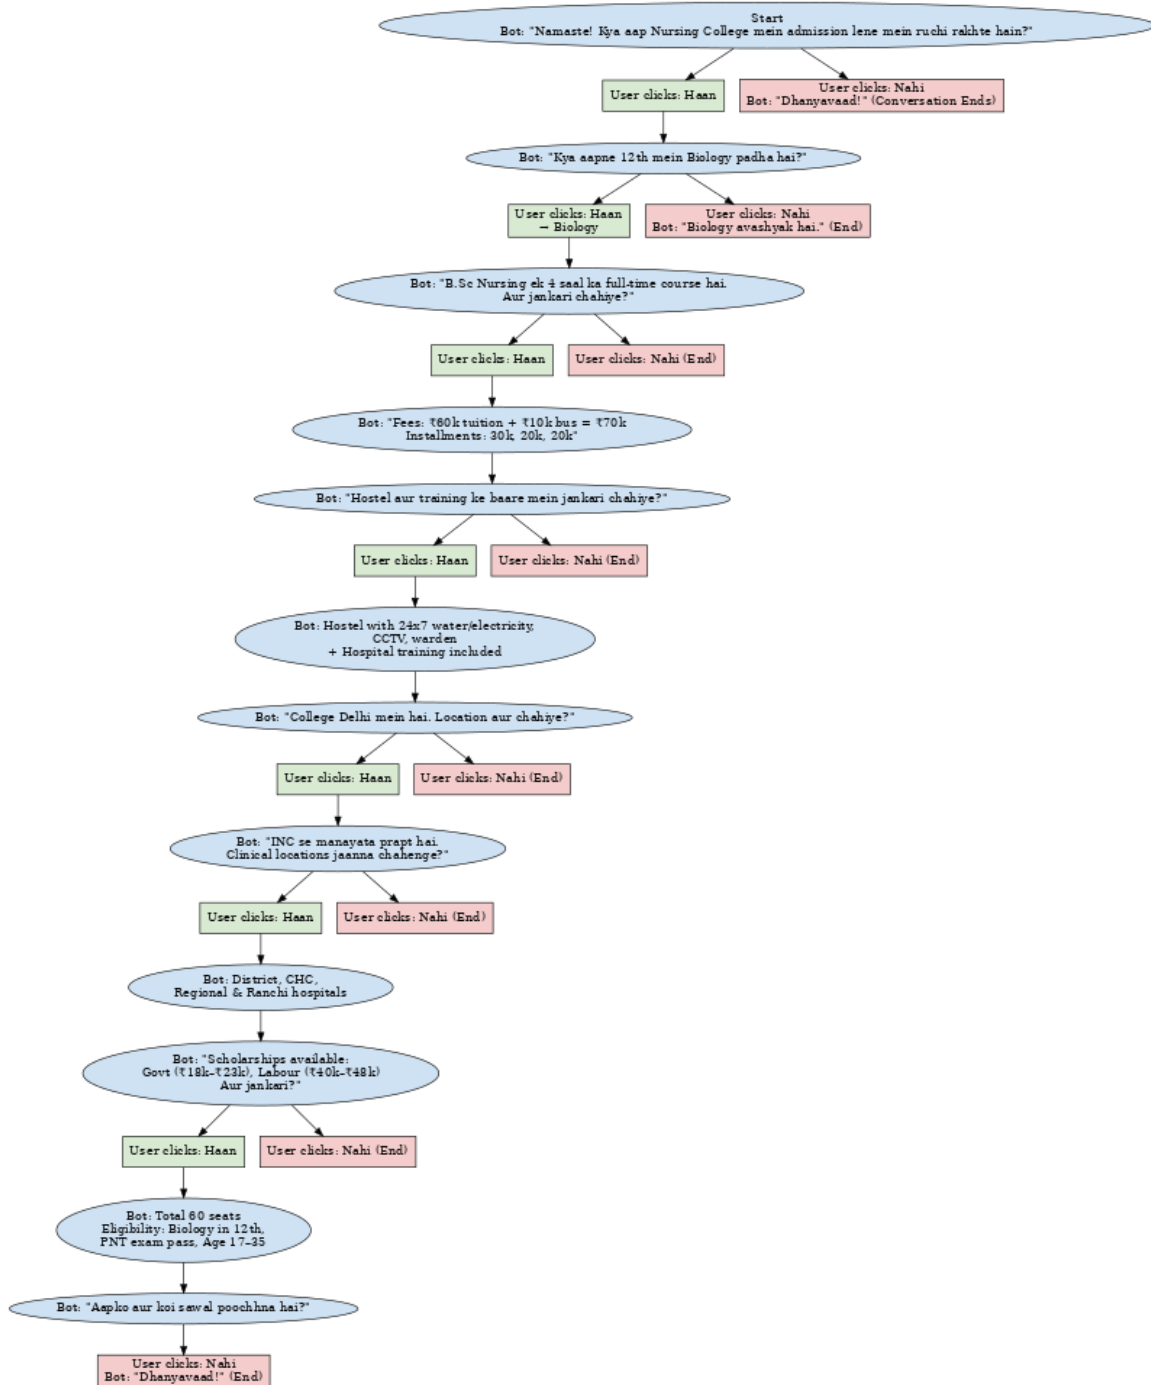 Start
Bot: "Namaste! Kya aap Nursing College mein admission lene mein ruchi rakhte hain?"
User clicks: Haan
User clicks: Nahi
Bot: "Dhanyavaad!" (Conversation Ends)
Bot: "Kya aapne 12th mein Biology padha hai?"
User clicks: Haan
— Biology
User clicks: Nahi
Bot: "Biology avashyak hai." (End)
Bot: "B.Sc Nursing ek 4 saal ka full-time course hai.
Aur jankari chahiye?"
User clicks: Haan
User clicks: Nahi (End)
Bot: "Fees: ₹60k tuition + ₹10k bus = ₹70k
Installments: 30k, 20k, 20k"
Bot: "Hostel aur training ke baare mein jankari chahiye?"
User clicks: Haan
User clicks: Nahi (End)
Bot: Hostel with 24x7 water/electricity,
CCTV, warden
+ Hospital training included
Bot: "College Delhi mein hai. Location aur chahiye?"
User clicks: Haan
User clicks: Nahi (End)
Bot: "INC se manayata prapt hai.
Clinical locations jaanna chahenge?"
User clicks: Haan
User clicks: Nahi (End)
Bot: District, CHC,
Regional & Ranchi hospitals
Bot: "Scholarships available:
Govt (₹18k–₹23k), Labour (₹40k–₹48k)
Aur jankari?"
User clicks: Haan
User clicks: Nahi (End)
Bot: Total 60 seats
Eligibility: Biology in 12th,
PNT exam pass, Age 17–35
Bot: "Aapko aur koi sawal poochhna hai?"
User clicks: Nahi
Bot: "Dhanyavaad!" (End)